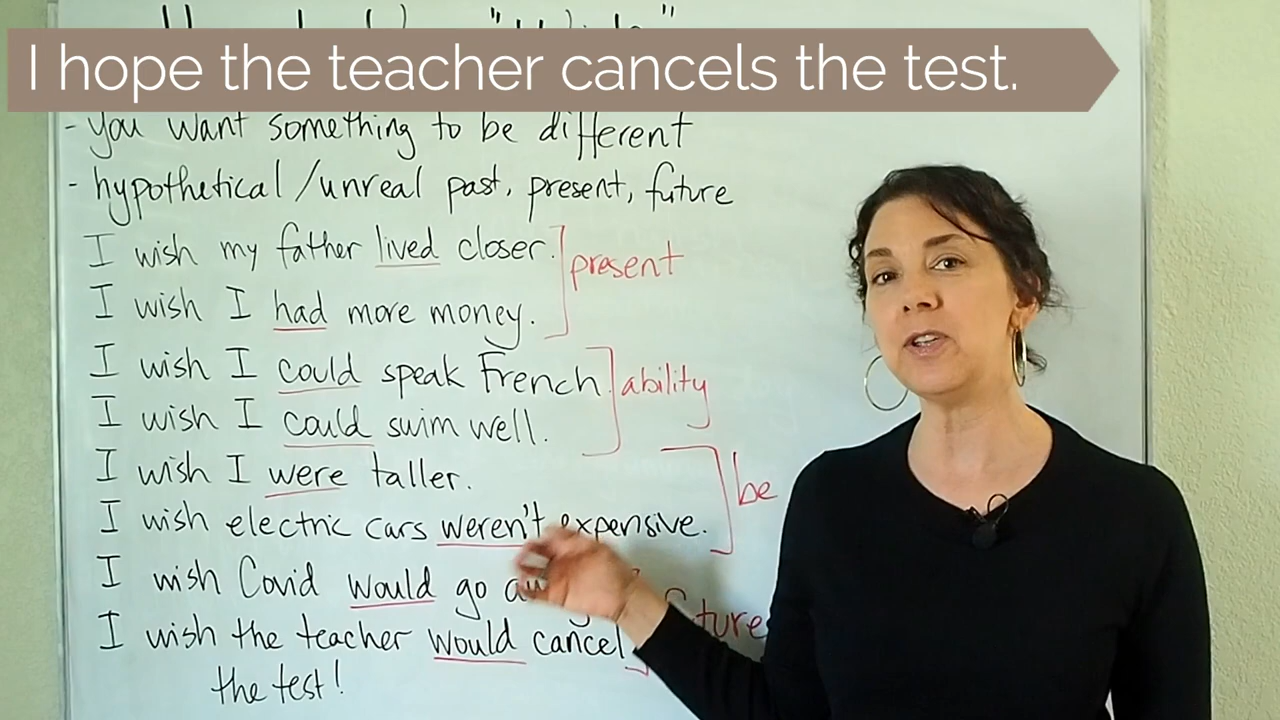 I hope the teacher cancels the test.
- you want something to be different
- hypothetical/unreal past, present, future
I wish my father lived closer.
I wish I had more money.
present
I wish I could speak French.
I wish I could swim well.
ability
I wish I were taller.
I wish electric cars weren't expensive.
be
I wish Covid would go
I wish the teacher would cancel
the test!